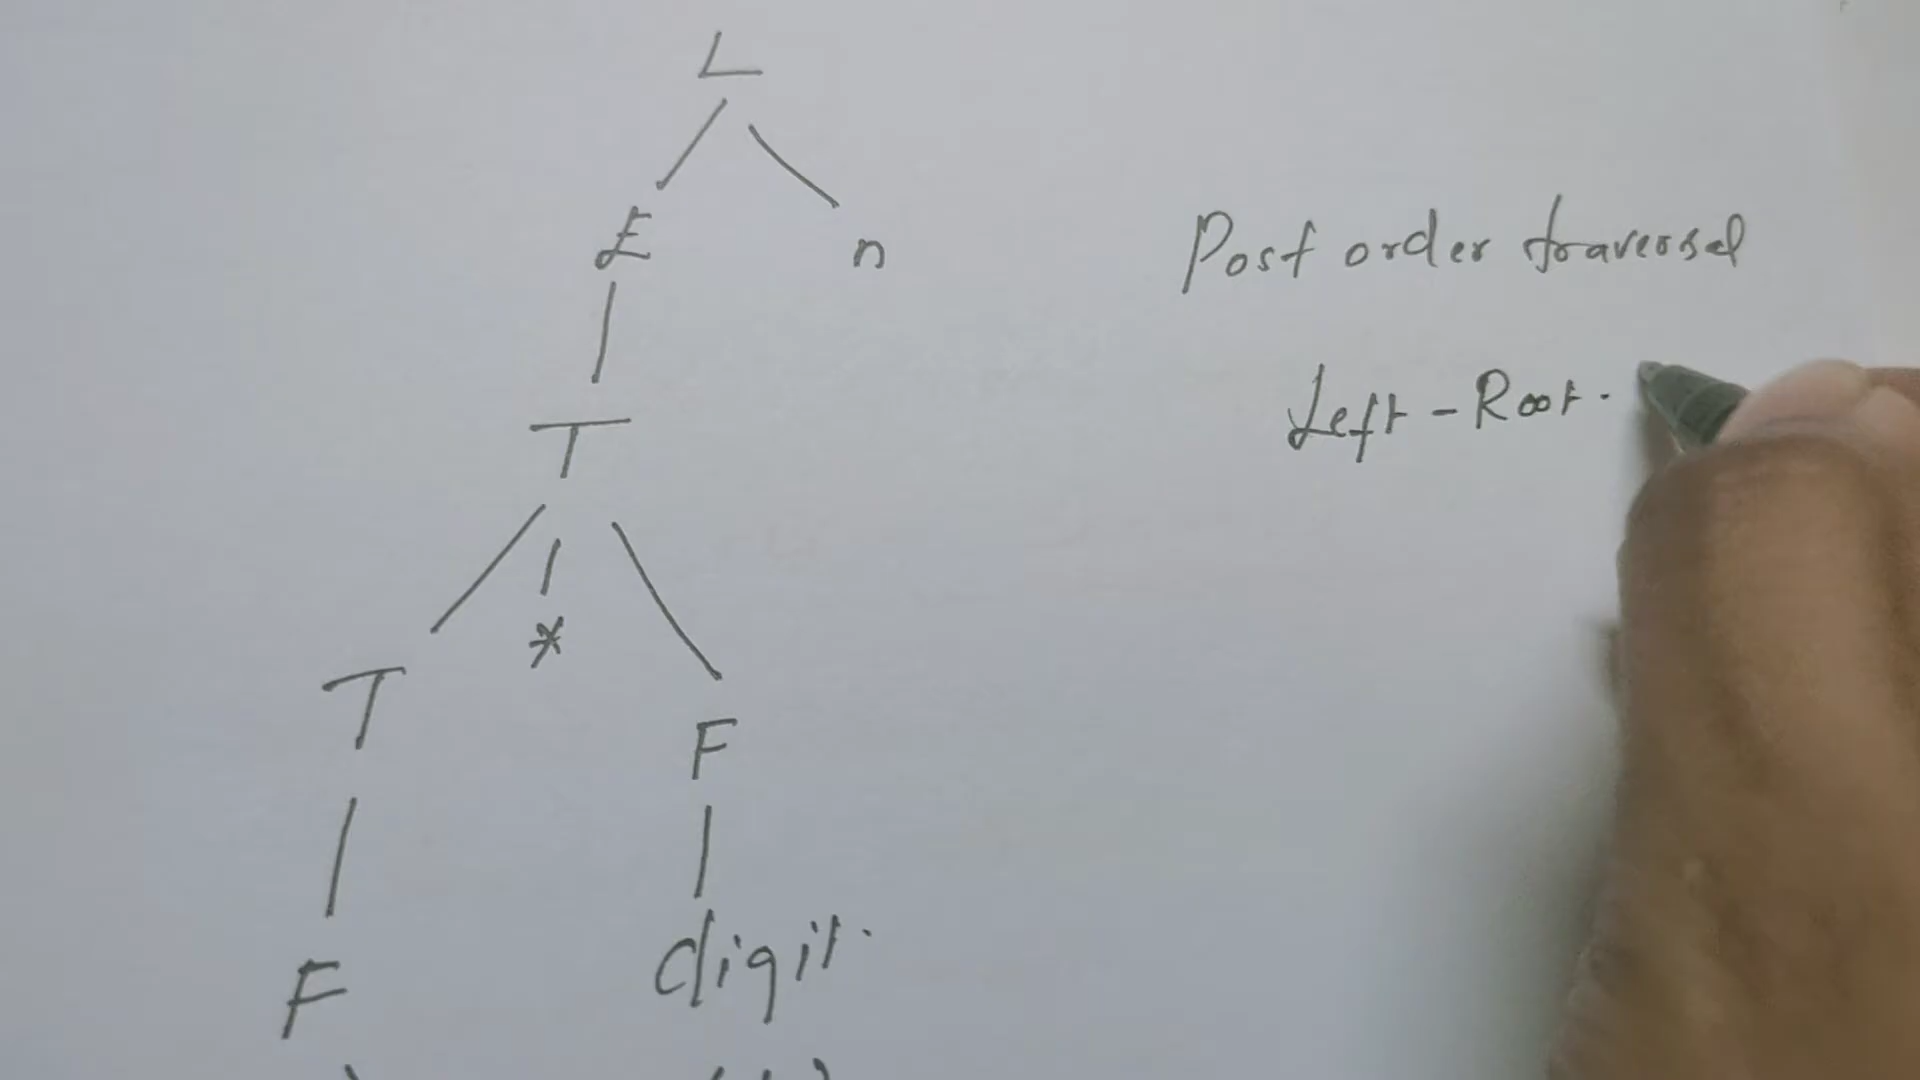 L
E n
Post order traversal
Left - Root.
T
*
T F
digit.
F